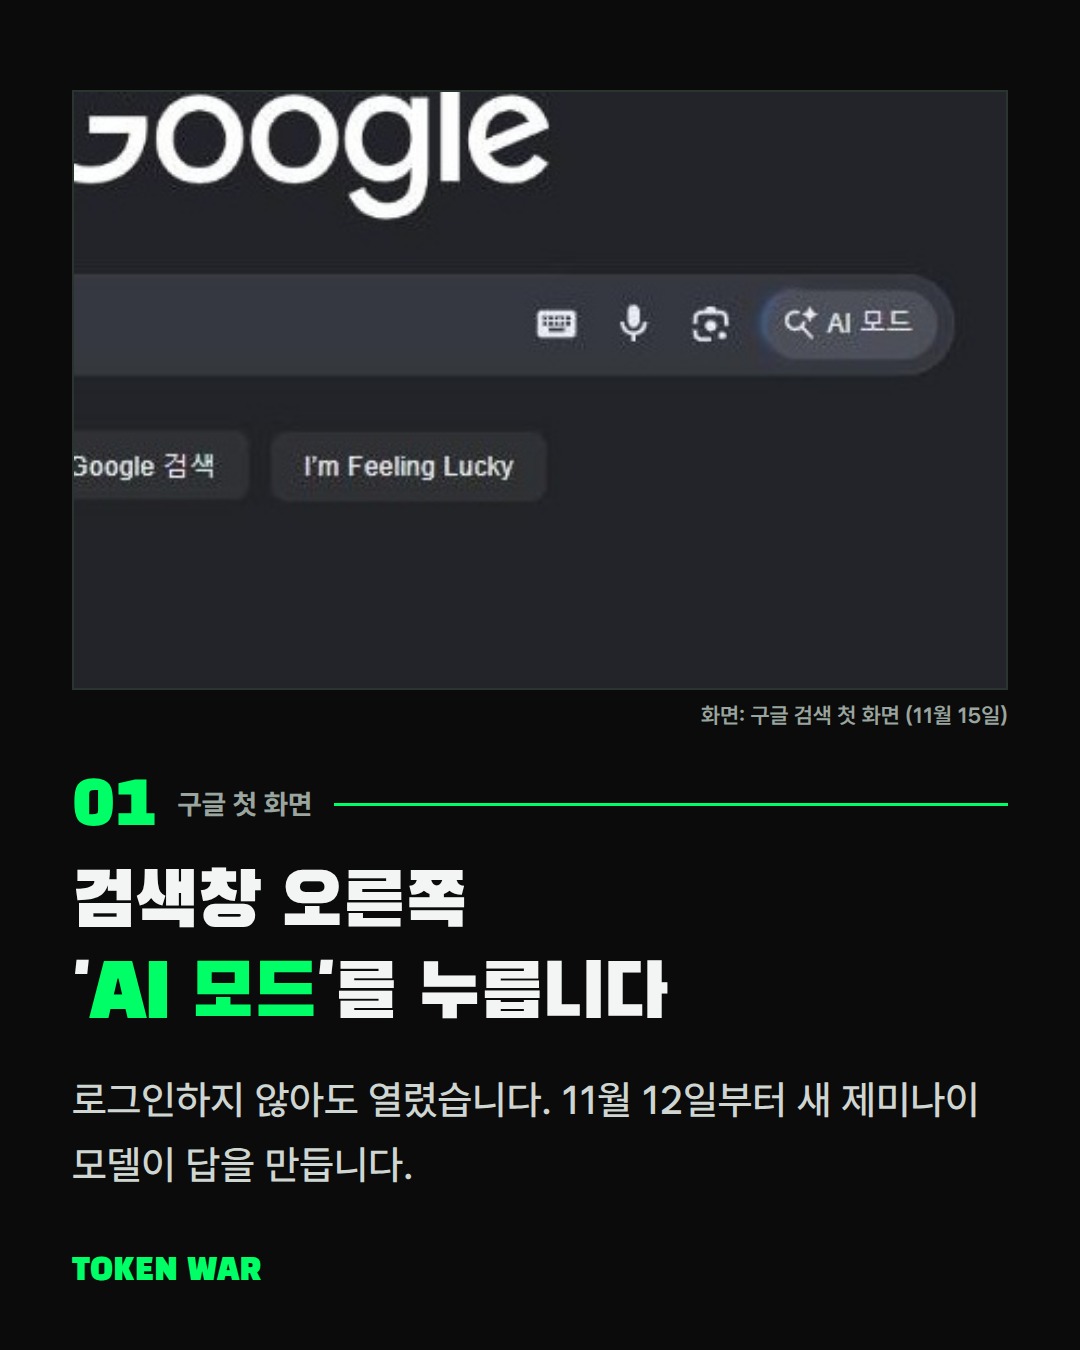 Google
AI 모드
Google 검색
I'm Feeling Lucky
화면: 구글 검색 첫 화면 (11월 15일)
01 구글 첫 화면
검색창 오른쪽
'AI 모드'를 누릅니다
로그인하지 않아도 열렸습니다. 11월 12일부터 새 제미나이
모델이 답을 만듭니다.
TOKEN WAR